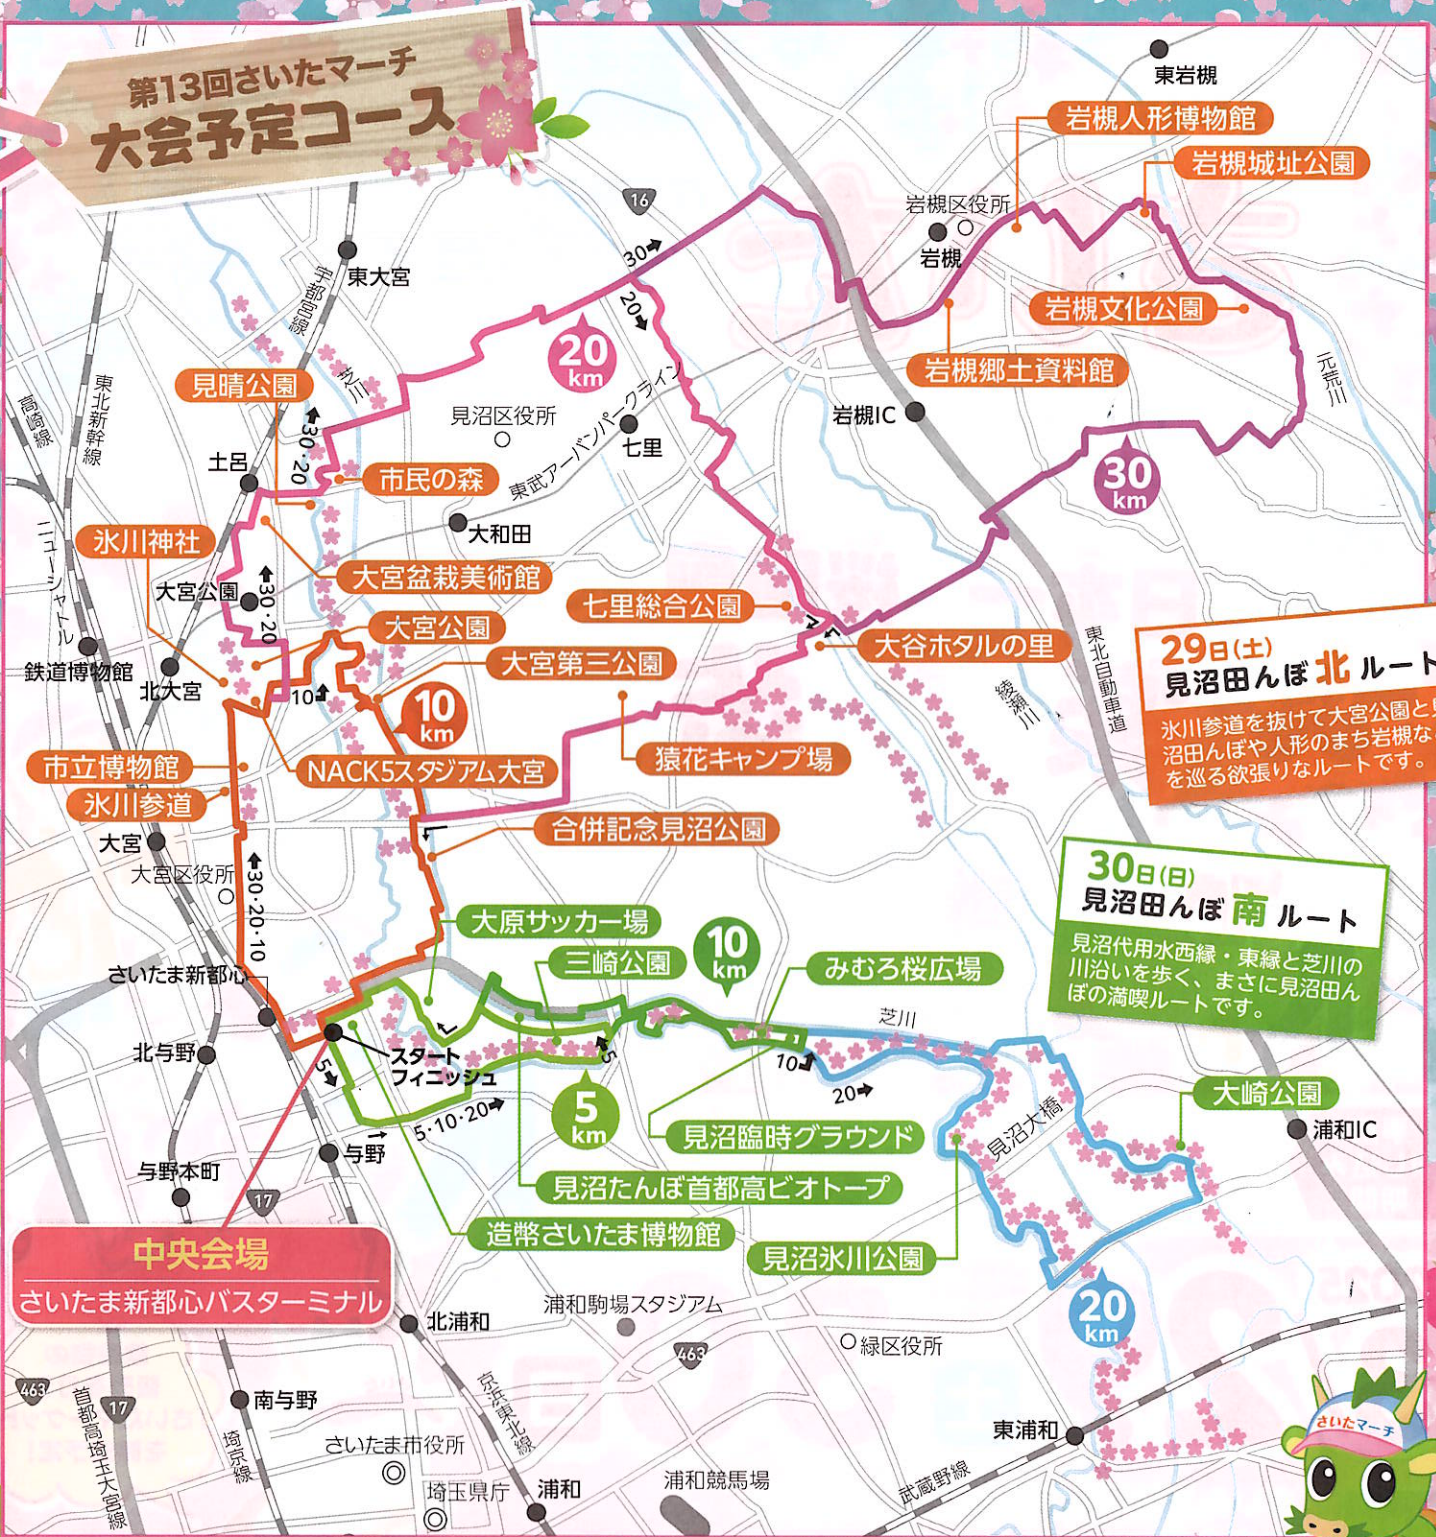 第13回さいたマーチ
大会予定コース
東岩槻
岩槻人形博物館
岩槻城址公園
16
岩槻区役所
岩槻
30
20
東大宮
宇都宮線
岩槻文化公園
20
km
岩槻郷土資料館
元荒川
見晴公園
芝川
東北新幹線
高崎線
見沼区役所
七里
岩槻IC
30・20
土呂
市民の森
東武アーバンパークライン
30
km
大和田
ニューシャトル
氷川神社
大宮盆栽美術館
大宮公園
30・20
七里総合公園
大宮公園
大谷ホタルの里
鉄道博物館
北大宮
大宮第三公園
10
10
km
綾瀬川
東北自動車道
29日(土)
見沼田んぼ北ルート
氷川参道を抜けて大宮公園と見
沼田んぼや人形のまち岩槻な
を巡る欲張りなルートです。
市立博物館
NACK5スタジアム大宮
猿花キャンプ場
氷川参道
合併記念見沼公園
大宮
大宮区役所
30・20・10
30日(日)
見沼田んぼ南ルート
見沼代用水西縁・東縁と芝川の
川沿いを歩く、まさに見沼田ん
ぼの満喫ルートです。
大原サッカー場
三崎公園
10
km
みむろ桜広場
さいたま新都心
芝川
北与野
スタート
フィニッシュ
5
5
10
20
5・10・20
5
km
見沼大橋
大崎公園
浦和IC
見沼臨時グラウンド
与野
与野本町
17
見沼たんぼ首都高ビオトープ
造幣さいたま博物館
見沼氷川公園
中央会場
さいたま新都心バスターミナル
20
km
北浦和
浦和駒場スタジアム
463
緑区役所
463
17
首都高埼玉大宮線
南与野
埼京線
京浜東北線
さいたま市役所
埼玉県庁
浦和
浦和競馬場
東浦和
武蔵野線
さいたマーチ